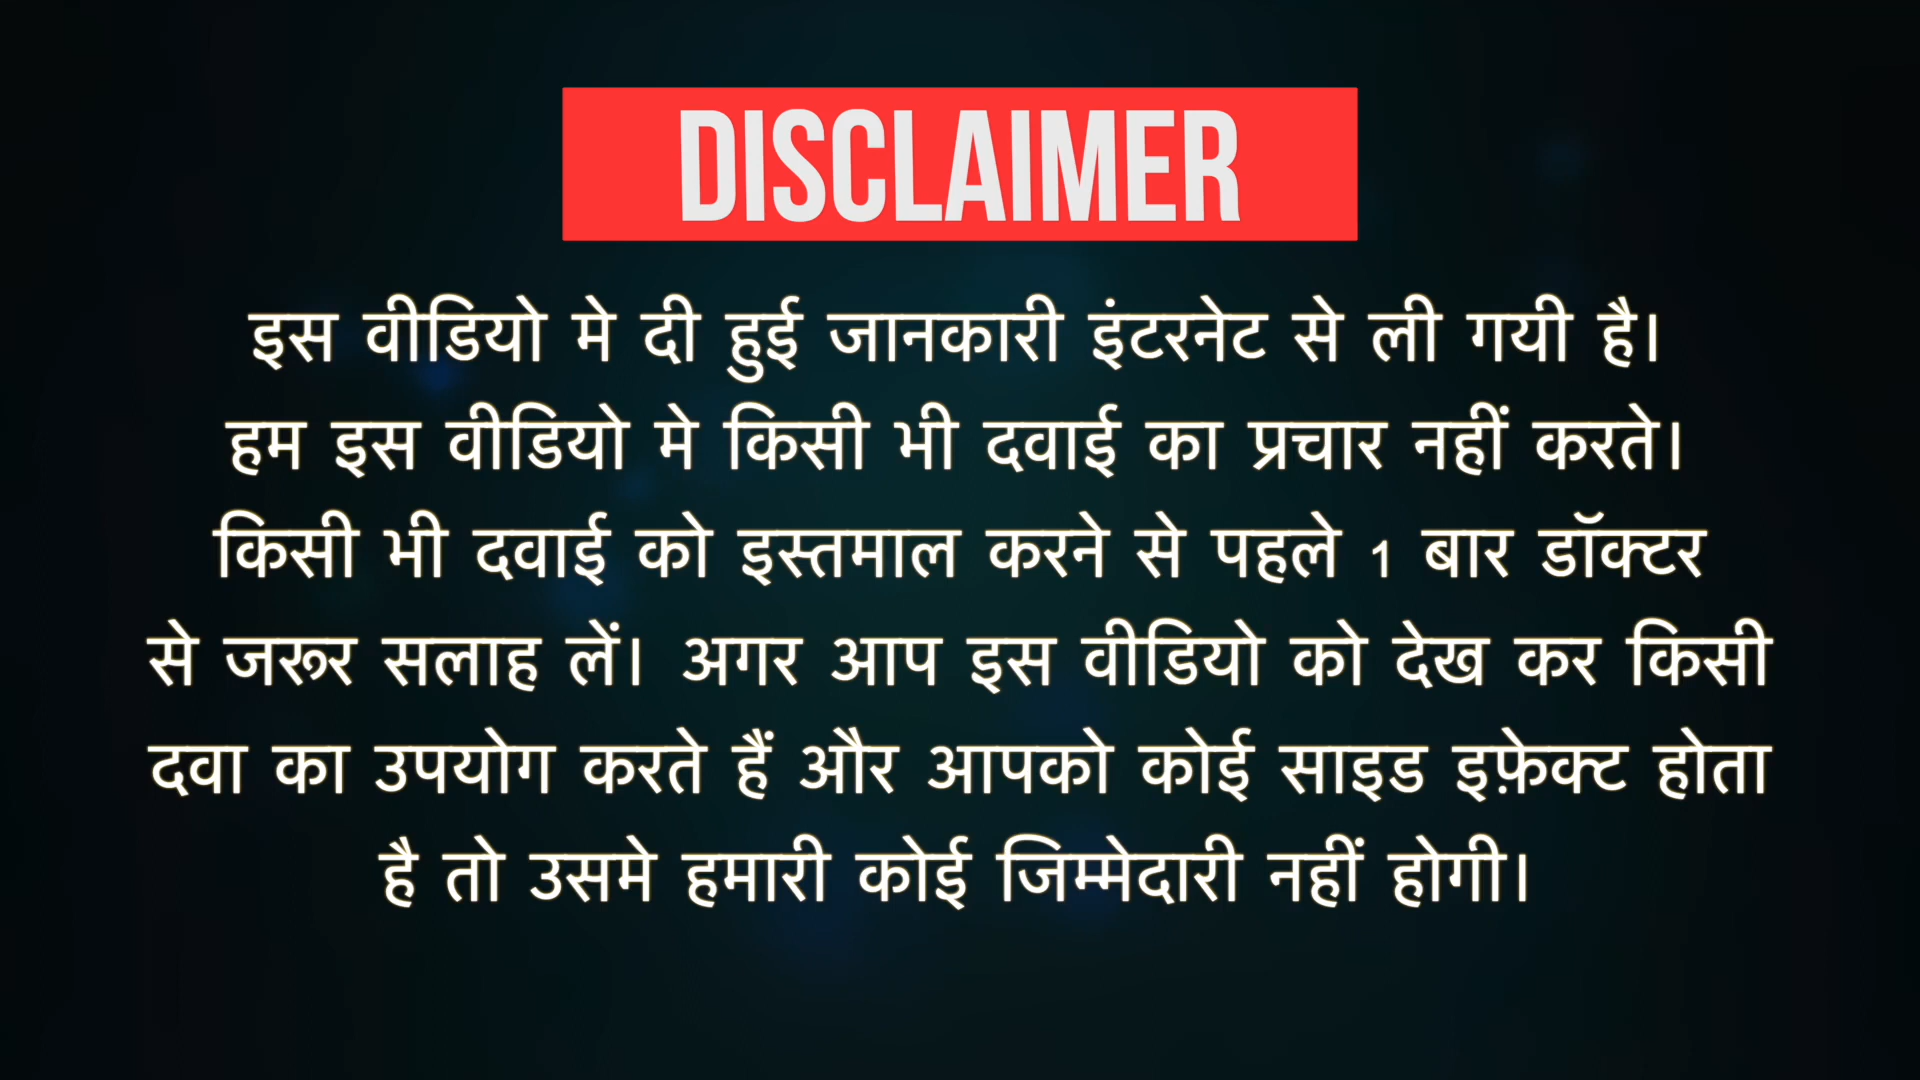 DISCLAIMER
इस वीडियो मे दी हुई जानकारी इंटरनेट से ली गयी है।
हम इस वीडियो मे किसी भी दवाई का प्रचार नहीं करते।
किसी भी दवाई को इस्तमाल करने से पहले 1 बार डॉक्टर
से जरूर सलाह लें। अगर आप इस वीडियो को देख कर किसी
दवा का उपयोग करते हैं और आपको कोई साइड इफ़ेक्ट होता
है तो उसमे हमारी कोई जिम्मेदारी नहीं होगी।